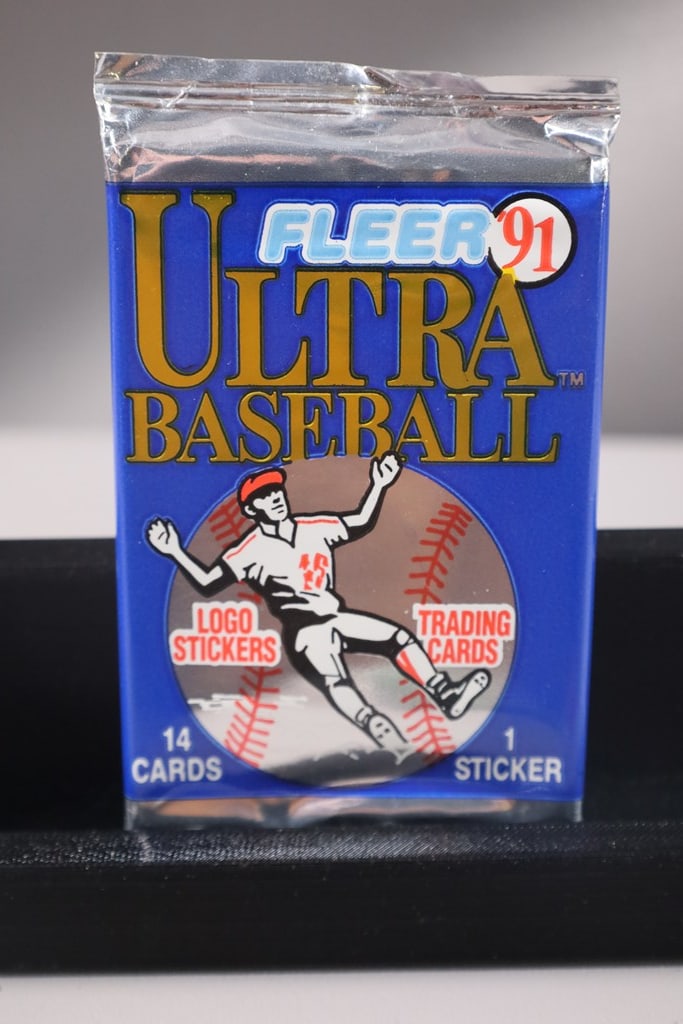 FLEER '91
ULTRA™
BASEBALL
LOGO
STICKERS
TRADING
CARDS
14
CARDS
1
STICKER